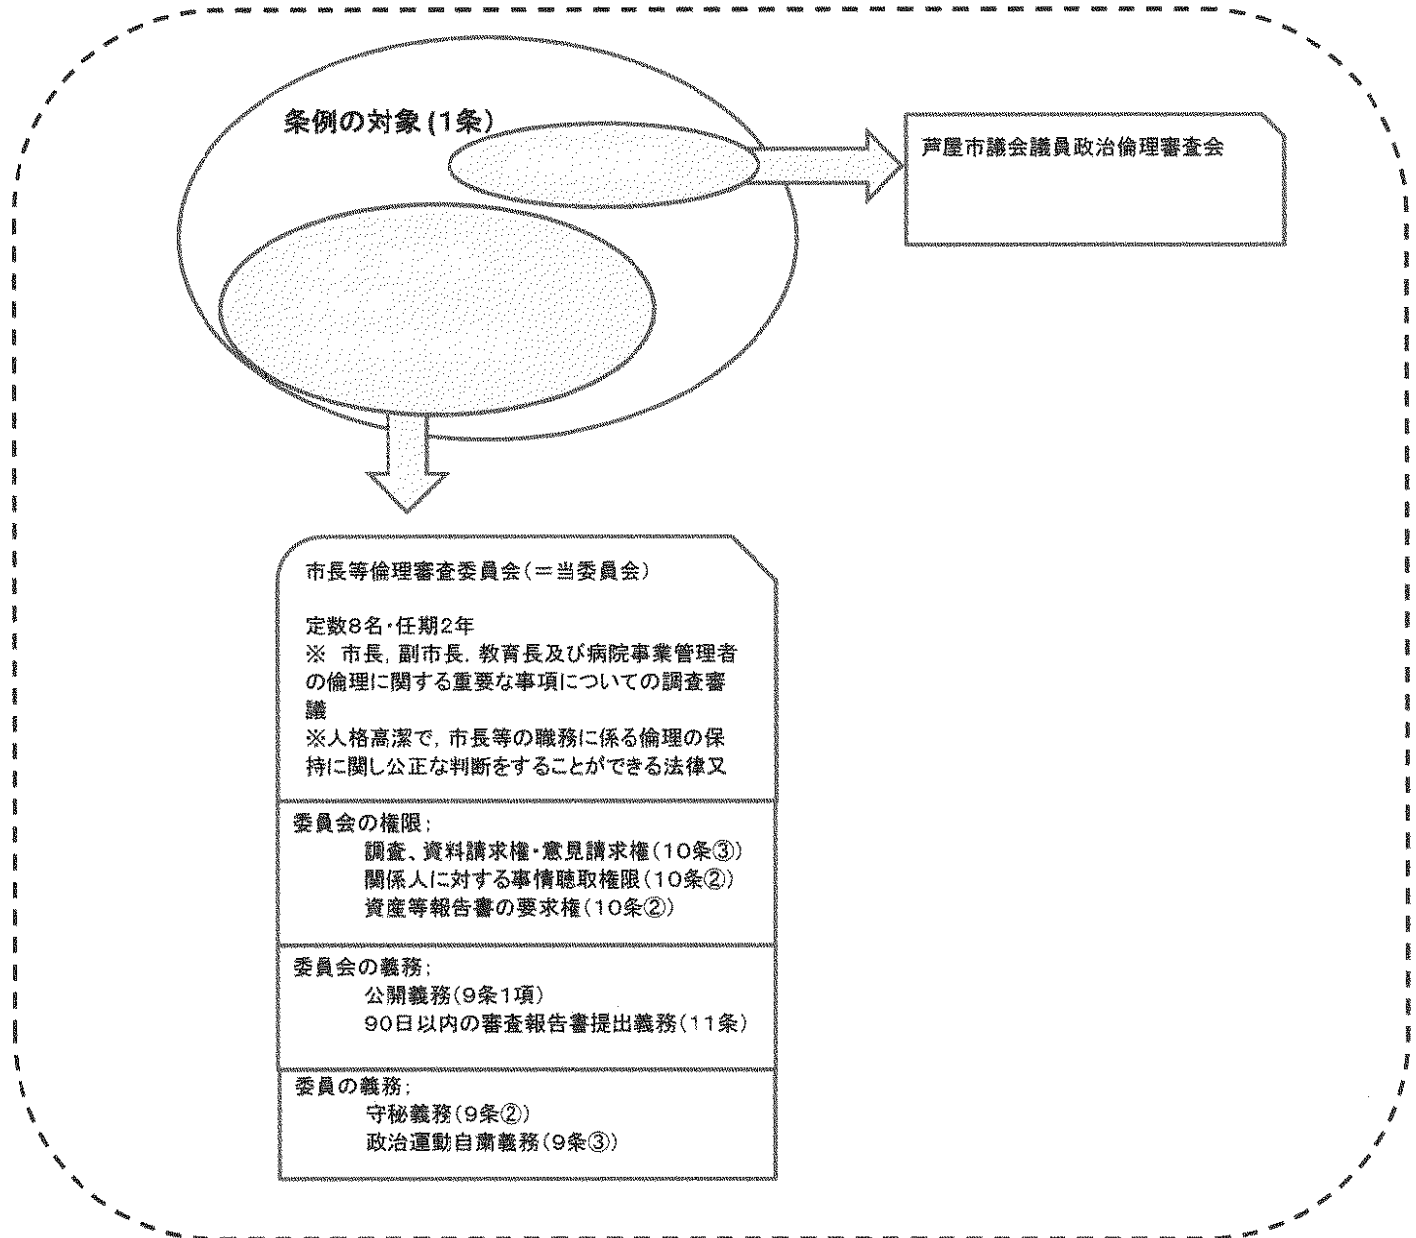 条例の対象(1条)
芦屋市議会議員政治倫理審査会
市長等倫理審査委員会(=当委員会)
定数8名・任期2年
※ 市長, 副市長, 教育長及び病院事業管理者
の倫理に関する重要な事項についての調査審
議
※人格高潔で, 市長等の職務に係る倫理の保
持に関し公正な判断をすることができる法律又
委員会の権限;
調査、資料請求権・意見請求権(10条③)
関係人に対する事情聴取権限(10条②)
資産等報告書の要求権(10条②)
委員会の義務;
公開義務(9条1項)
90日以内の審査報告書提出義務(11条)
委員の義務;
守秘義務(9条②)
政治運動自粛義務(9条③)